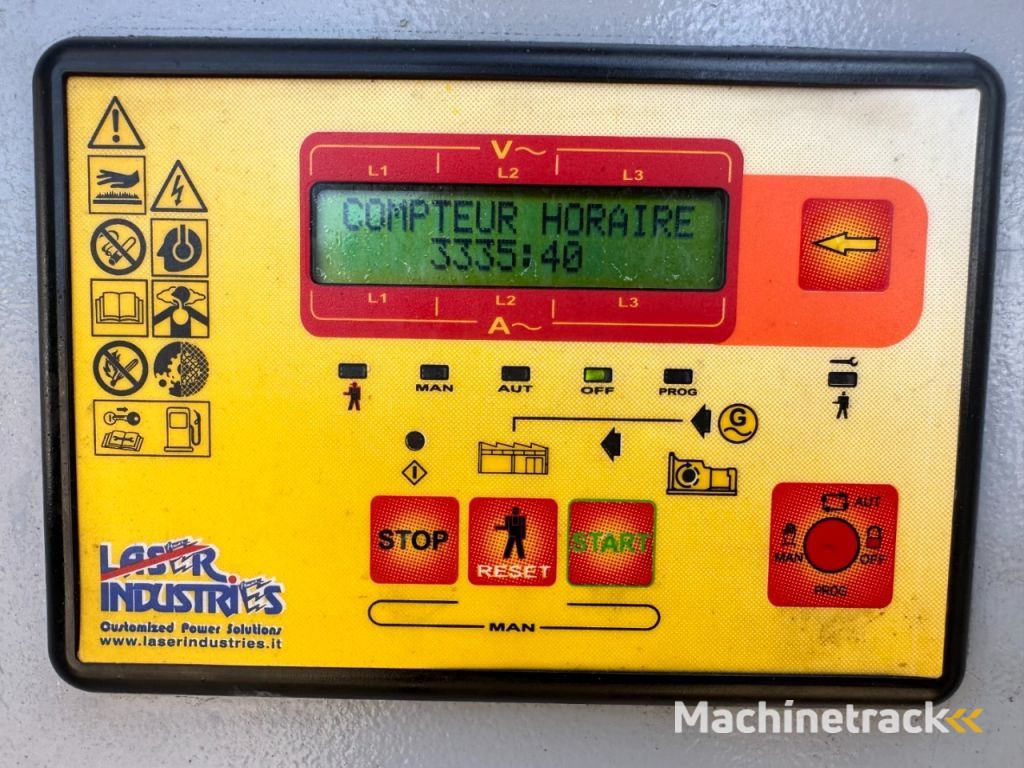 V~
L1 L2 L3
COMPTEUR HORAIRE
3335:40
L1 L2 L3
A~
MAN AUT OFF PROG
G
STOP RESET START
MAN
AUT
MAN OFF
PROG
LASER
INDUSTRIES
Customized Power Solutions
www.laserindustries.it
Machinetrack